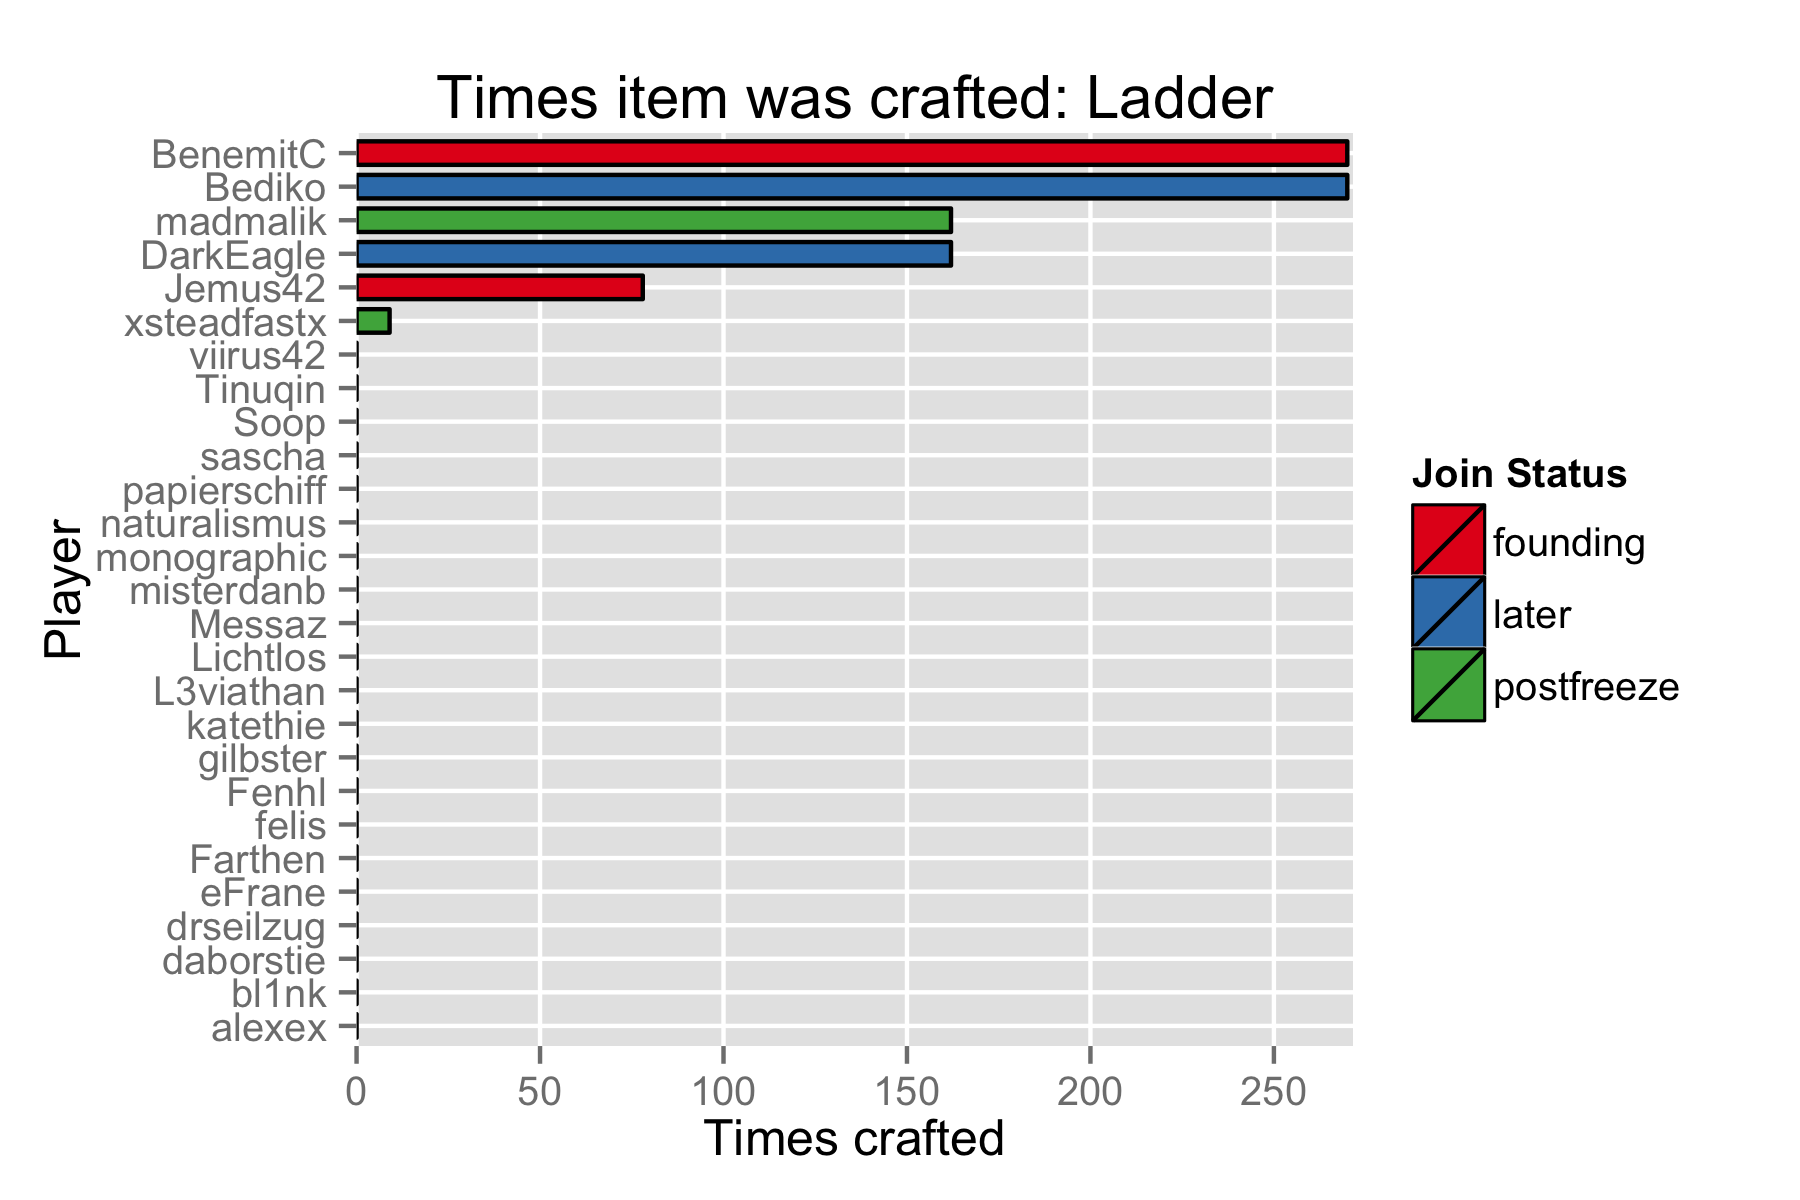 Times item was crafted: Ladder
BenemitC
Bediko
madmalik
DarkEagle
Jemus42
xsteadfastx
viirus42
Tinuqin
Soop
sascha
papierschiff
naturalismus
monographic
misterdanb
Messaz
Lichtlos
L3viathan
katethie
gilbster
Fenhl
felis
Farthen
eFrane
drseilzug
daborstie
bl1nk
alexex
Player
0 50 100 150 200 250
Times crafted
Join Status
founding
later
postfreeze